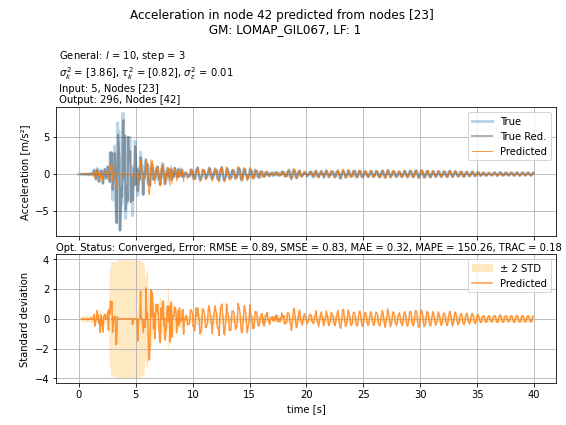 Acceleration in node 42 predicted from nodes [23]
GM: LOMAP_GIL067, LF: 1
General: l = 10, step = 3
σ²ₖ = [3.86], τ²ₖ = [0.82], σ²ε = 0.01
Input: 5, Nodes [23]
Output: 296, Nodes [42]
True
True Red.
Predicted
Acceleration [m/s²]
5
0
−5
Opt. Status: Converged, Error: RMSE = 0.89, SMSE = 0.83, MAE = 0.32, MAPE = 150.26, TRAC = 0.18
± 2 STD
Predicted
Standard deviation
4
2
0
−2
−4
0 5 10 15 20 25 30 35 40
time [s]